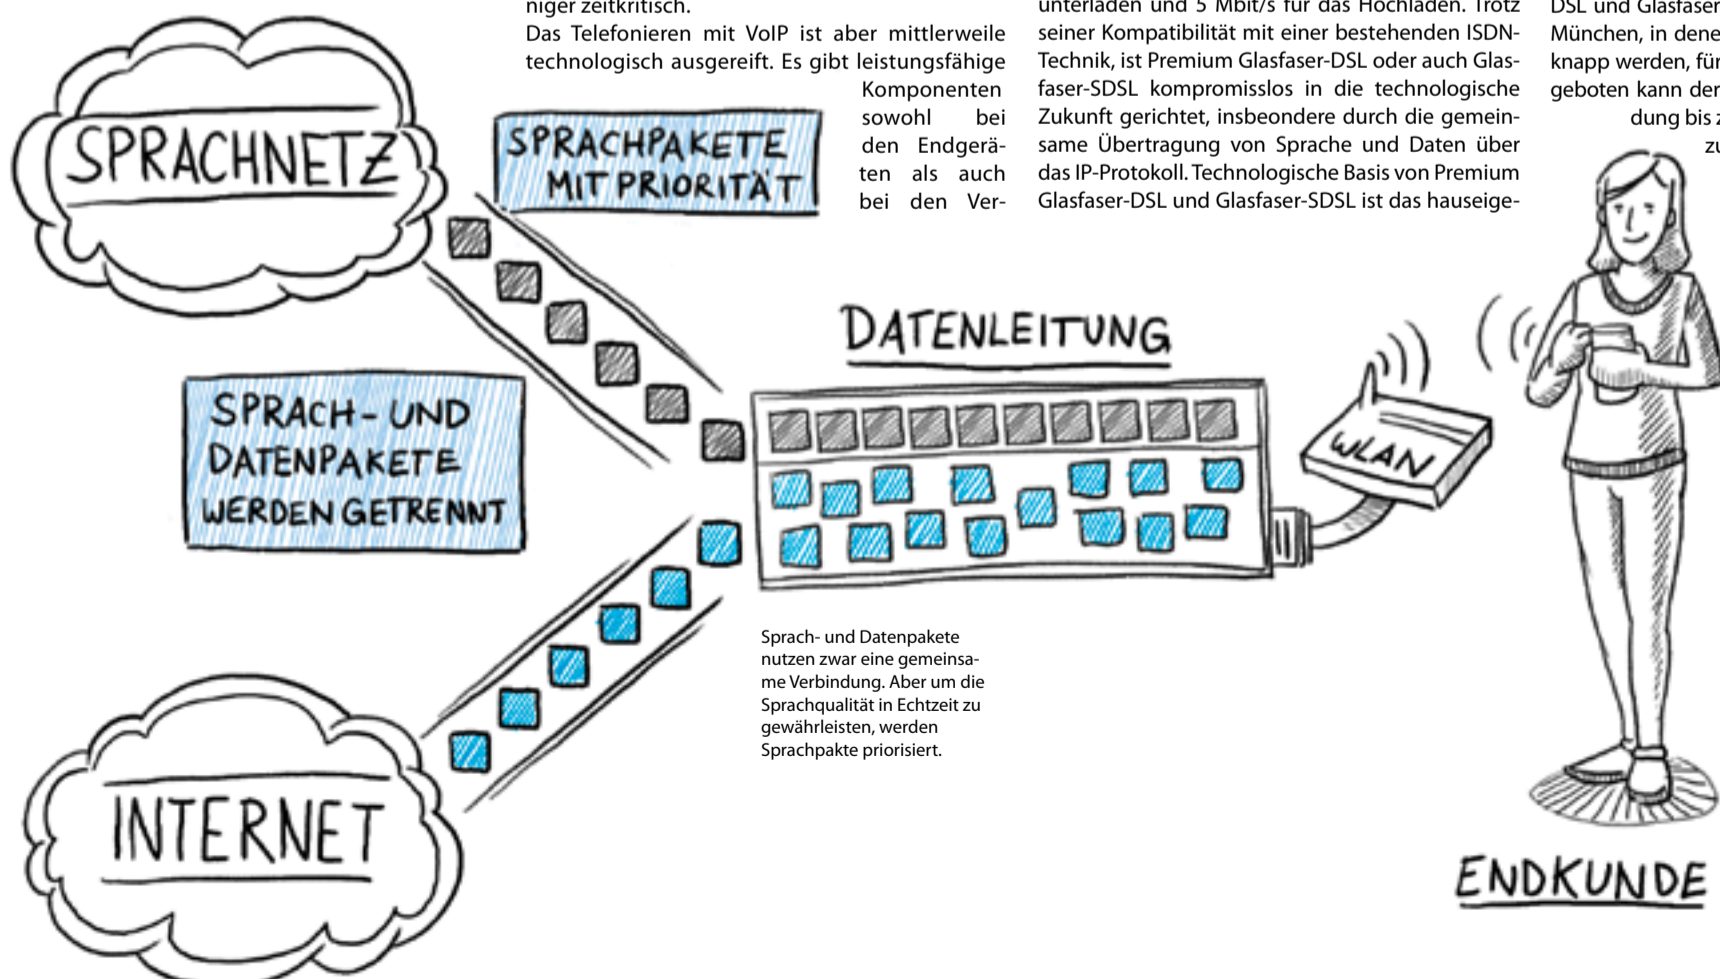 niger zeitkritisch.
Das Telefonieren mit VoIP ist aber mittlerweile
technologisch ausgereift. Es gibt leistungsfähige
Komponenten
sowohl bei
den Endgerä-
ten als auch
bei den Ver-
unterladen und 5 Mbit/s für das Hochladen. Trotz
seiner Kompatibilität mit einer bestehenden ISDN-
Technik, ist Premium Glasfaser-DSL oder auch Glas-
faser-SDSL kompromisslos in die technologische
Zukunft gerichtet, insbeondere durch die gemein-
same Übertragung von Sprache und Daten über
das IP-Protokoll. Technologische Basis von Premium
Glasfaser-DSL und Glasfaser-SDSL ist das hauseige-
DSL und Glasfaser
München, in dene
knapp werden, für
geboten kann der
dung bis z
zu
SPRACHNETZ
SPRACHPAKETE
MIT PRIORITÄT
SPRACH- UND
DATENPAKETE
WERDEN GETRENNT
DATENLEITUNG
WLAN
Sprach- und Datenpakete
nutzen zwar eine gemeinsa-
me Verbindung. Aber um die
Sprachqualität in Echtzeit zu
gewährleisten, werden
Sprachpakte priorisiert.
INTERNET
ENDKUNDE